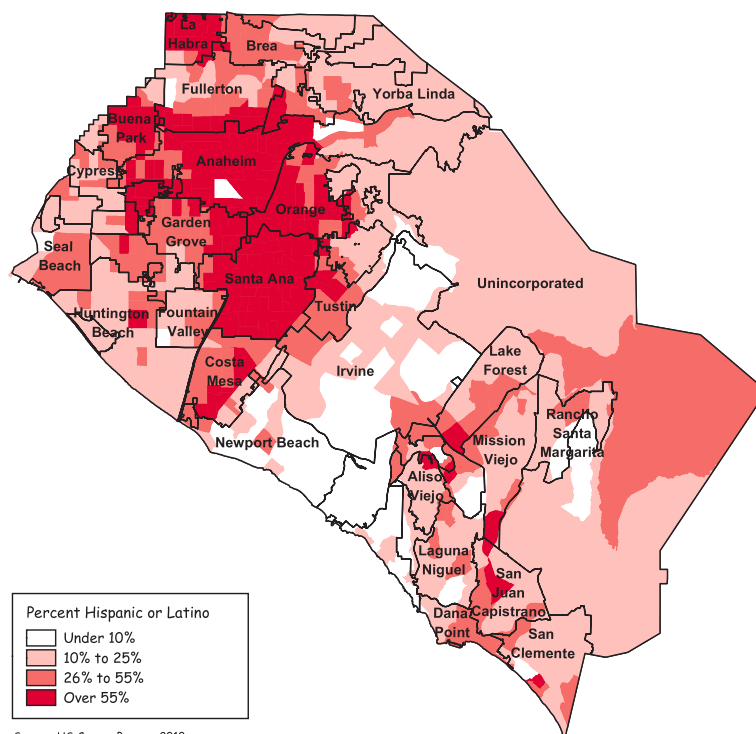 La
Habra
Brea
Fullerton
Yorba Linda
Buena
Park
Anaheim
Cypress
Orange
Garden
Grove
Seal
Beach
Santa Ana
Unincorporated
Huntington
Beach
Fountain
Valley
Tustin
Costa
Mesa
Irvine
Lake
Forest
Rancho
Santa
Margarita
Newport Beach
Mission
Viejo
Aliso
Viejo
Laguna
Niguel
San
Juan
Capistrano
Dana
Point
San
Clemente
Percent Hispanic or Latino
Under 10%
10% to 25%
26% to 55%
Over 55%